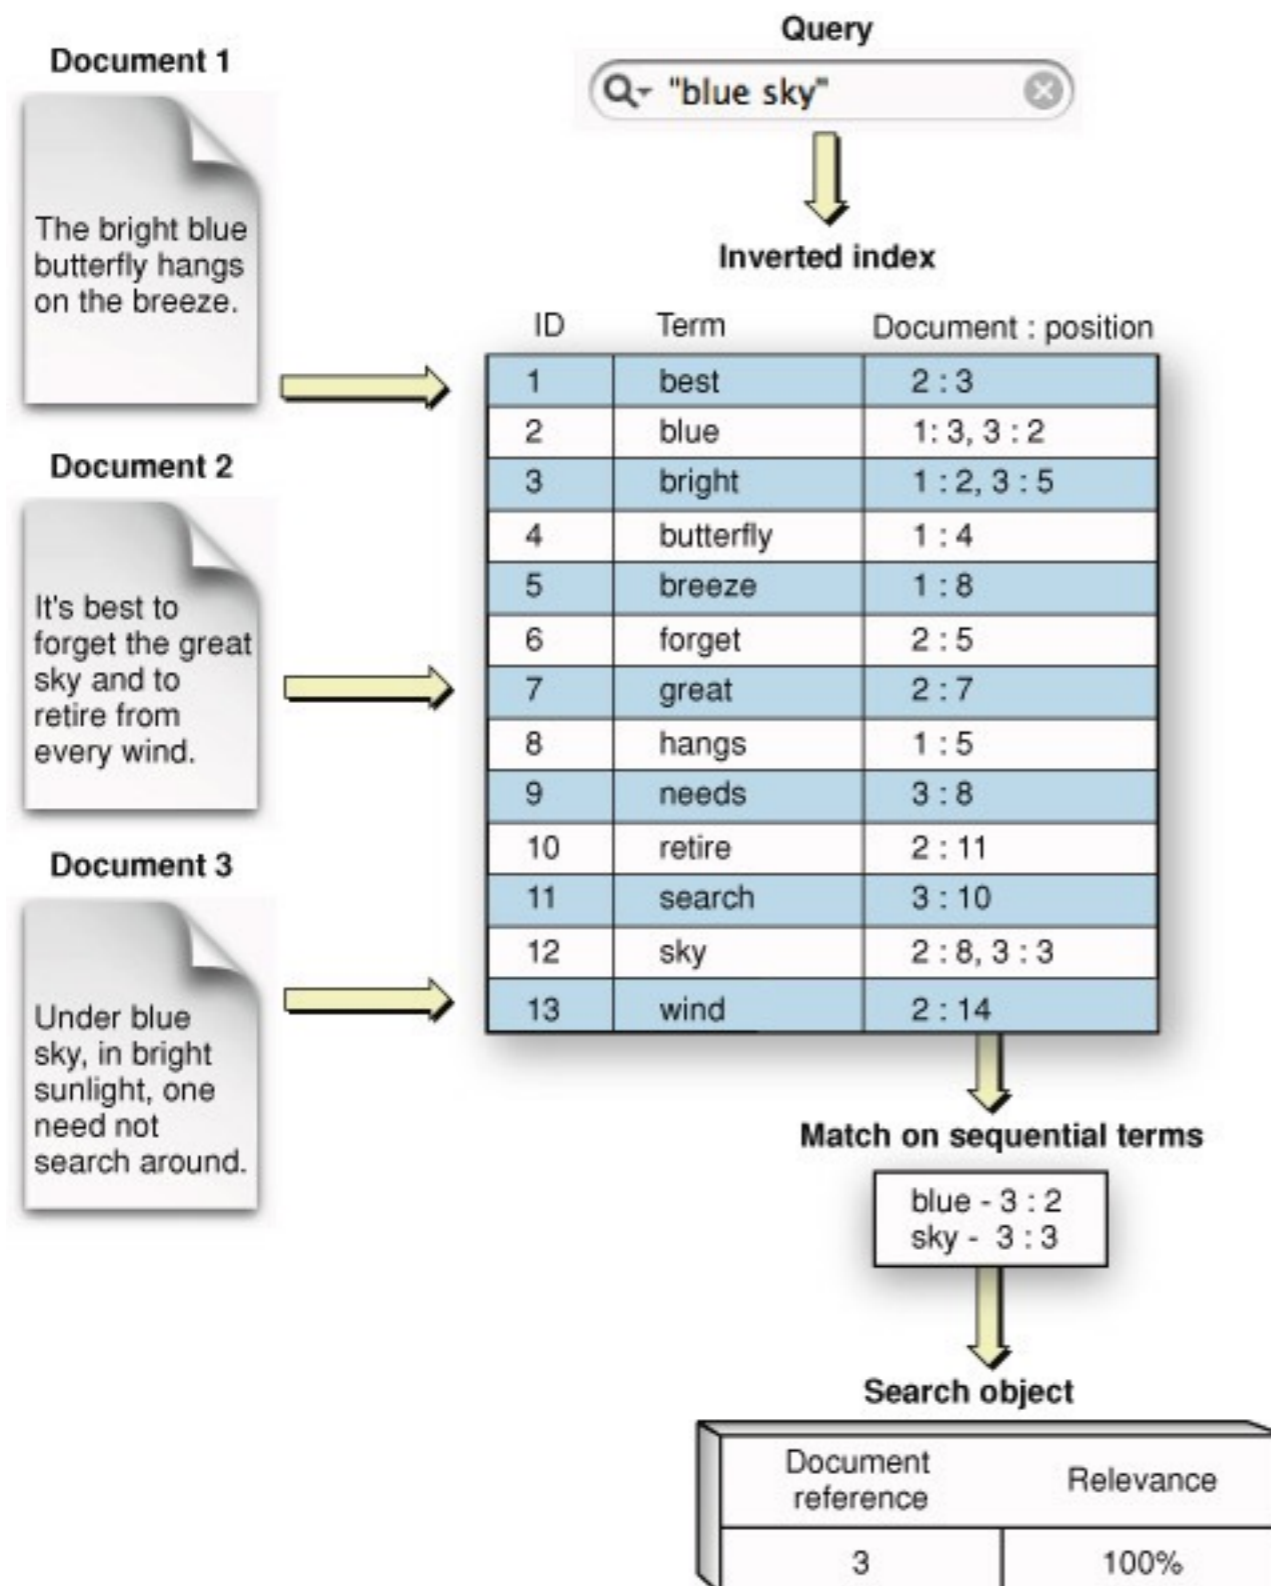 Document 1
The bright blue
butterfly hangs
on the breeze.
Document 2
It's best to
forget the great
sky and to
retire from
every wind.
Document 3
Under blue
sky, in bright
sunlight, one
need not
search around.
Query
"blue sky"
Inverted index
ID Term Document : position
1 best 2 : 3
2 blue 1: 3, 3 : 2
3 bright 1 : 2, 3 : 5
4 butterfly 1 : 4
5 breeze 1 : 8
6 forget 2 : 5
7 great 2 : 7
8 hangs 1 : 5
9 needs 3 : 8
10 retire 2 : 11
11 search 3 : 10
12 sky 2 : 8, 3 : 3
13 wind 2 : 14
Match on sequential terms
blue - 3 : 2
sky - 3 : 3
Search object
Document
reference
Relevance
3 100%